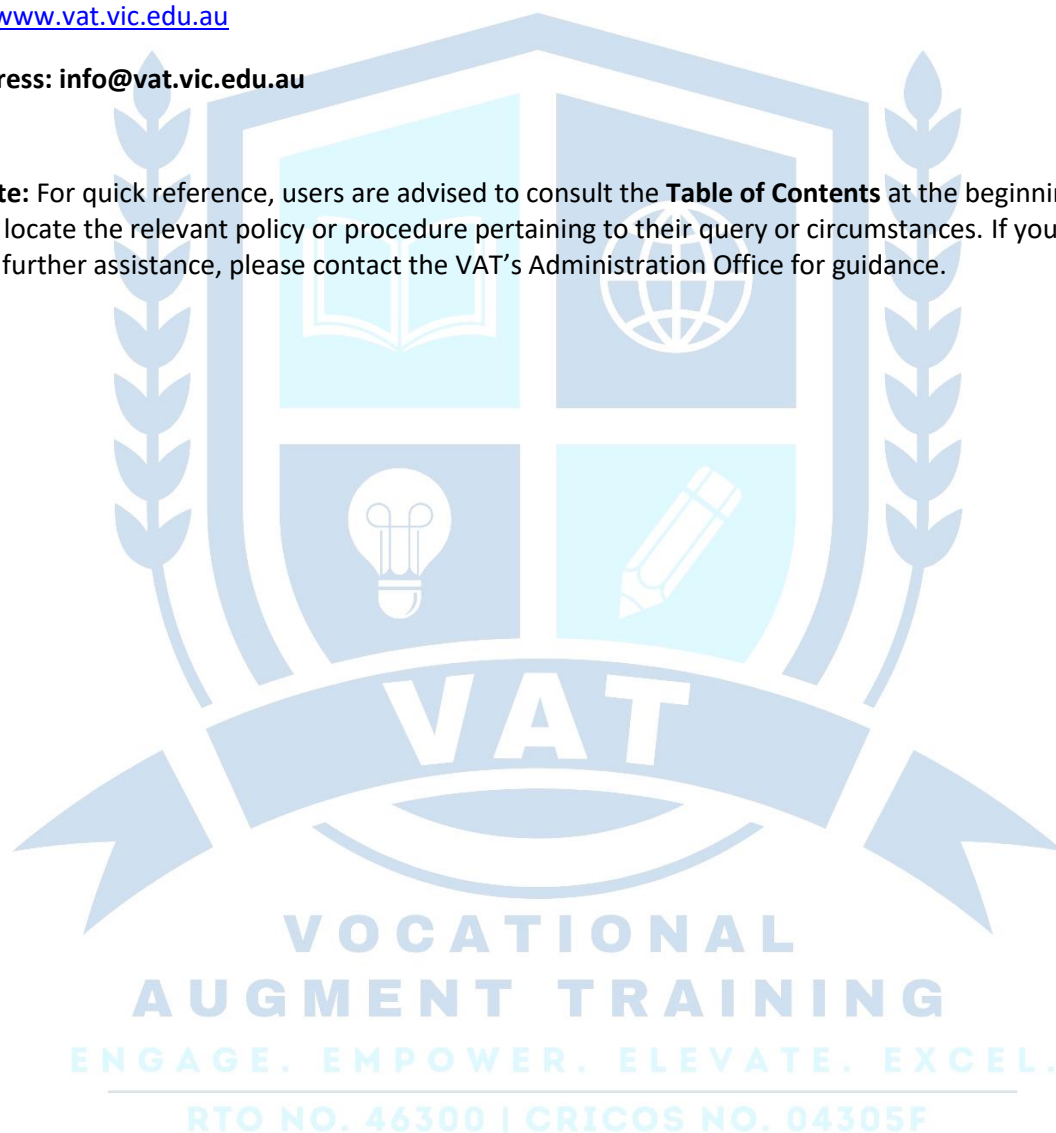 www.vat.vic.edu.au
ress: info@vat.vic.edu.au
te: For quick reference, users are advised to consult the Table of Contents at the beginnin
locate the relevant policy or procedure pertaining to their query or circumstances. If you
further assistance, please contact the VAT’s Administration Office for guidance.
VAT
VOCATIONAL
AUGMENT TRAINING
ENGAGE. EMPOWER. ELEVATE. EXCEL.
RTO NO. 46300 | CRICOS NO. 04305F